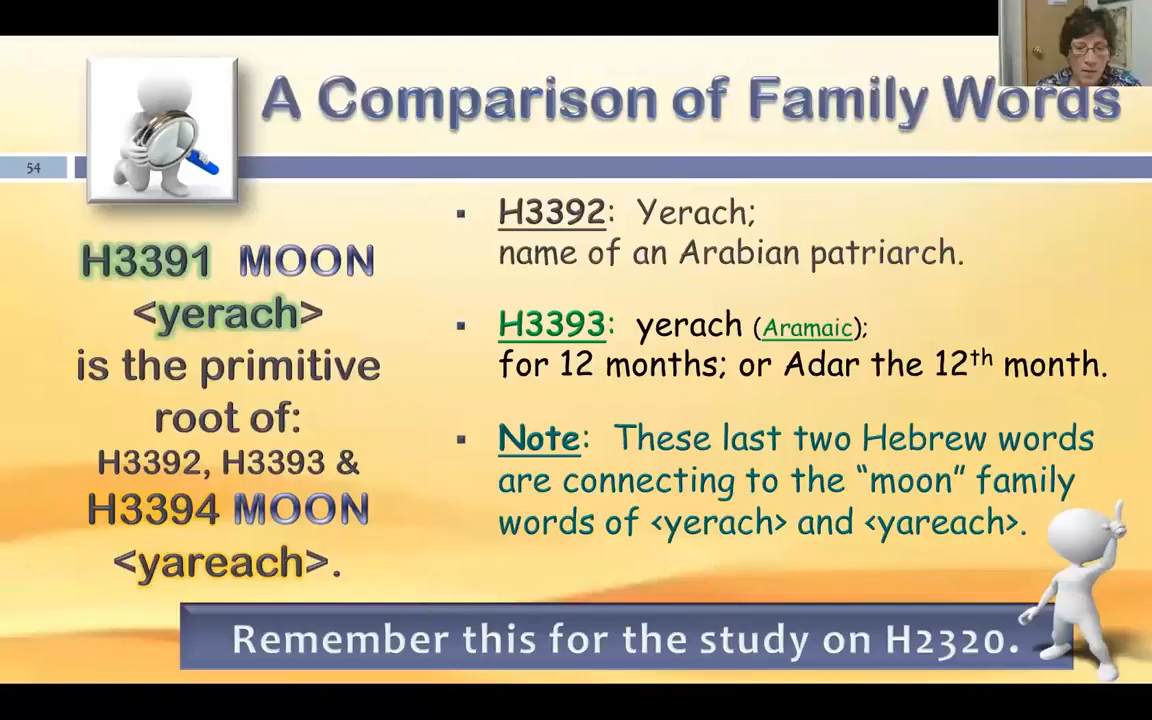 A Comparison of Family Words
54
H3391 MOON
<yerach>
is the primitive
root of:
H3392, H3393 &
H3394 MOON
<yareach>.
▪ H3392: Yerach;
name of an Arabian patriarch.
▪ H3393: yerach (Aramaic);
for 12 months; or Adar the 12th month.
▪ Note: These last two Hebrew words
are connecting to the “moon” family
words of <yerach> and <yareach>.
Remember this for the study on H2320.